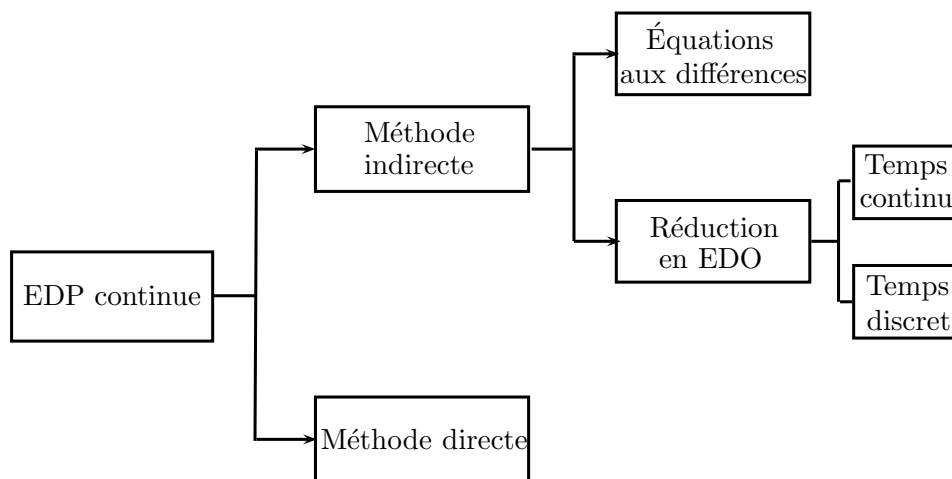 EDP continue
Méthode
indirecte
Méthode directe
Équations
aux différences
Réduction
en EDO
Temps
continu
Temps
discret